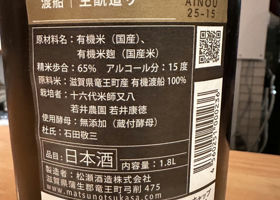 渡船｜生酛造り
AINOU
25-15
原材料名：有機米（国産）、
有機米麹（国産米）
精米歩合：65%　アルコール分：15度
原料米：滋賀県竜王町産 有機渡船 100%
栽培者：十六代米師又八
若井農園 若井康徳
使用酵母：無添加（蔵付酵母）
杜氏：石田敬三
品目 日本酒
内容量：1.8L
製造者：松瀬酒造株式会社
滋賀県蒲生郡竜王町弓削475
www.matsunotsukasa.com